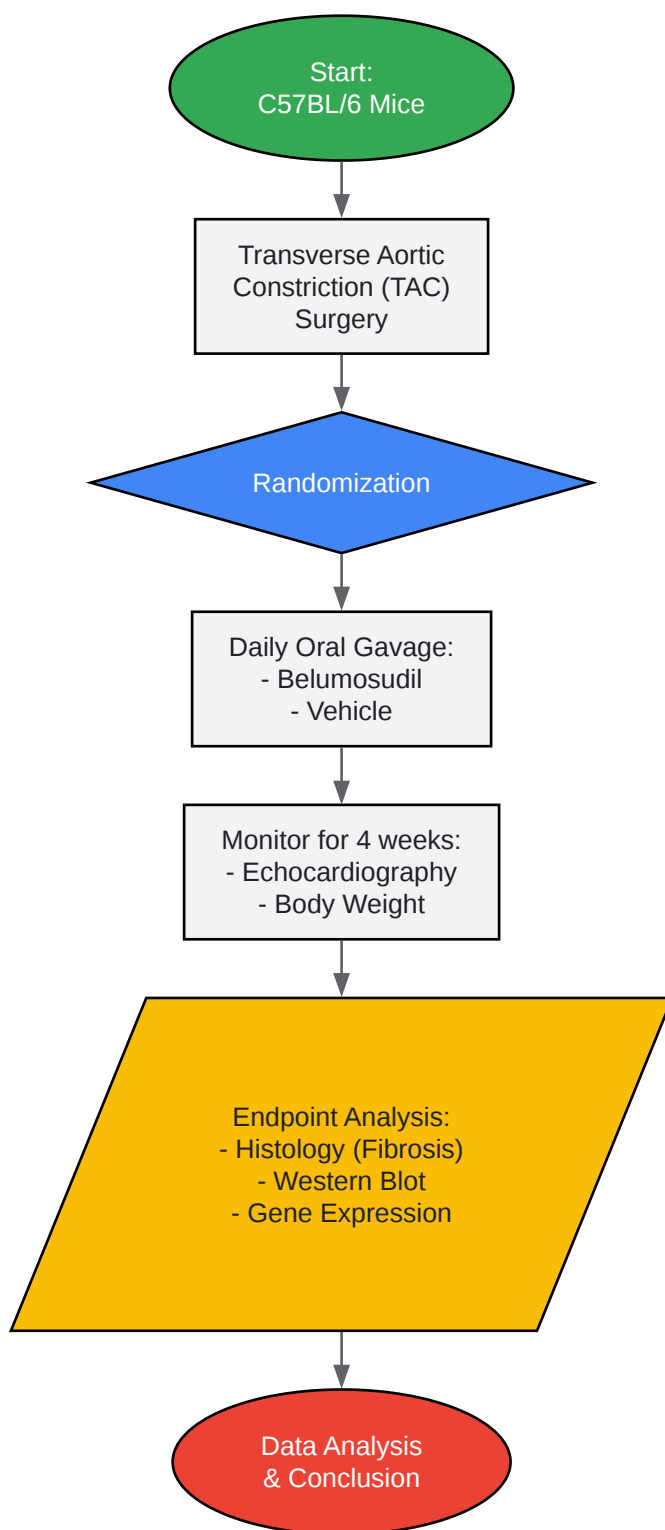 Start:
C57BL/6 Mice
Transverse Aortic
Constriction (TAC)
Surgery
Randomization
Daily Oral Gavage:
- Belumosudil
- Vehicle
Monitor for 4 weeks:
- Echocardiography
- Body Weight
Endpoint Analysis:
- Histology (Fibrosis)
- Western Blot
- Gene Expression
Data Analysis
& Conclusion